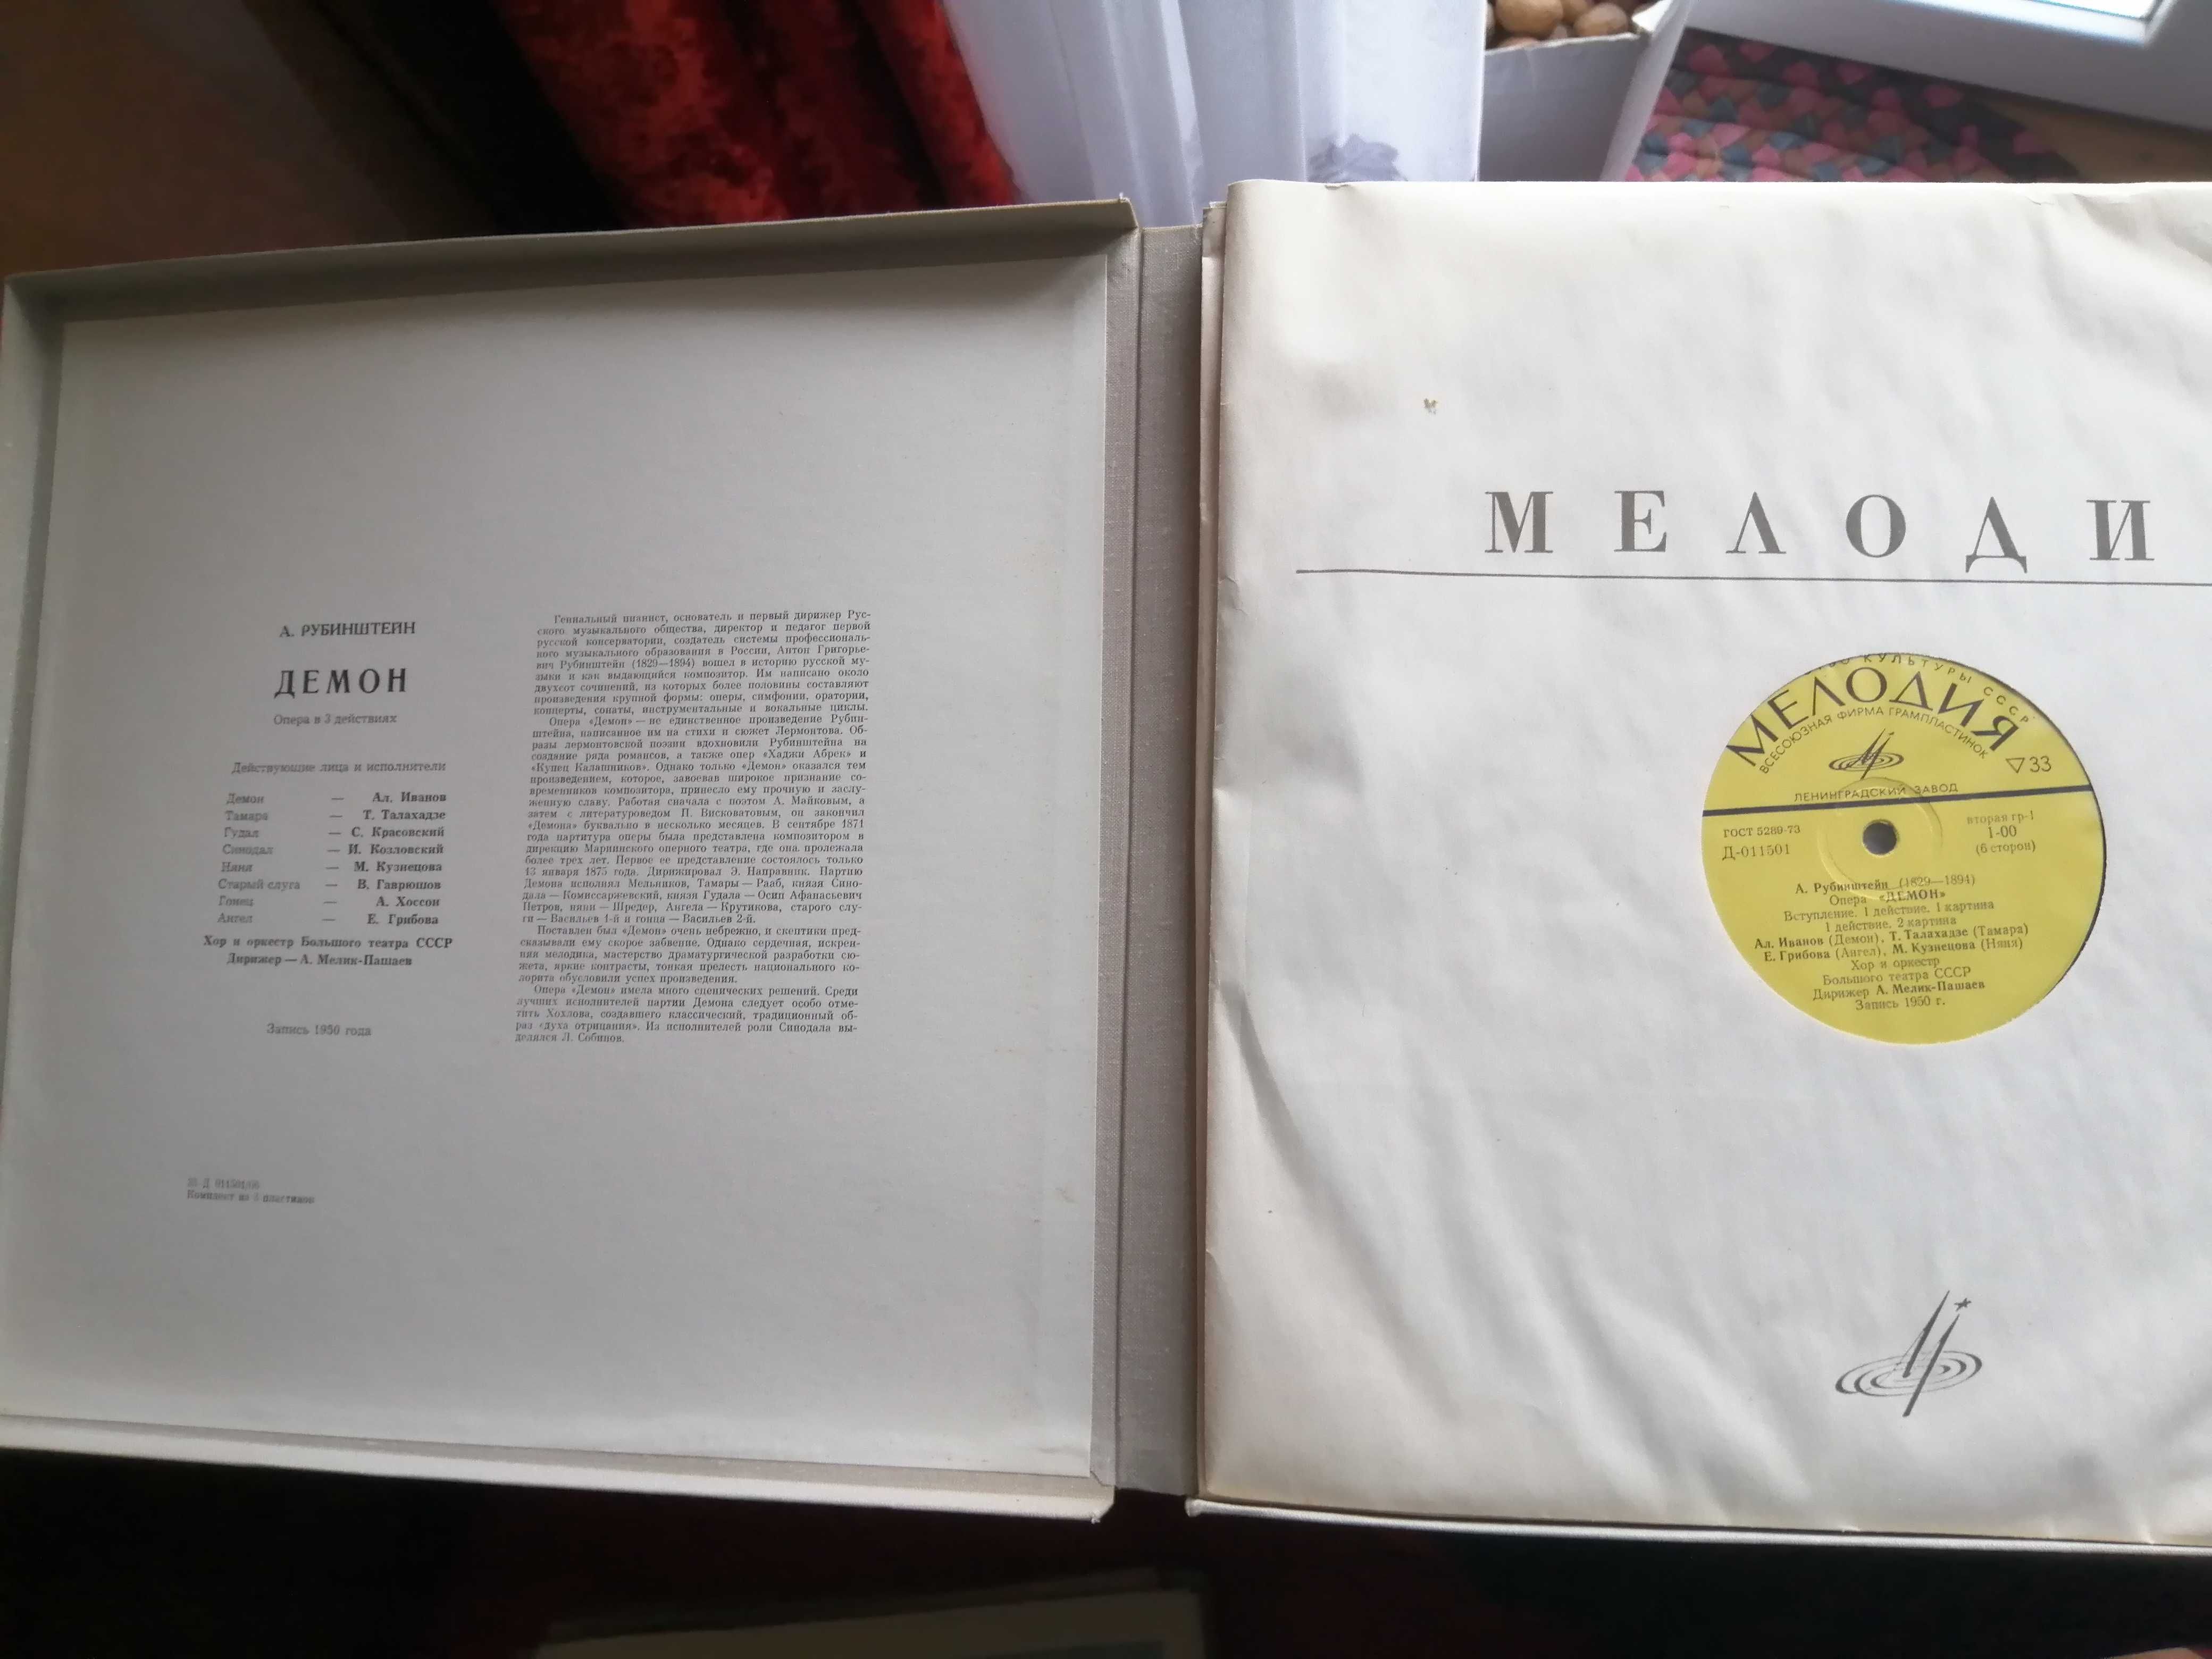 А. РУБИНШТЕЙН
ДЕМОН
Опера в 3 действиях
Действующие лица и исполнители
Демон — Ал. Иванов
Тамара — Т. Талахадзе
Гудал — С. Красовский
Синодал — И. Козловский
Няня — М. Кузнецова
Старый слуга — В. Гаврюшов
Гонец — А. Хоссон
Ангел — Е. Грибова
Хор и оркестр Большого театра СССР
Дирижер — А. Мелик-Пашаев
Запись 1950 года
Комплект из пластинок
Гениальный пианист, основатель и первый дирижер Рус-
ского музыкального общества, директор и педагог первой
русской консерватории, создатель системы профессиональ-
ного музыкального образования в России, Антон Григорье-
вич Рубинштейн (1829—1894) вошел в историю русской му-
зыки и как выдающийся композитор. Им написано около
двухсот сочинений, из которых более половины составляют
произведения крупной формы: оперы, симфонии, оратории,
концерты, сонаты, инструментальные и вокальные циклы.
Опера «Демон» — не единственное произведение Рубин-
штейна, написанное им на стихи и сюжет Лермонтова. Об-
разы лермонтовской поэзии вдохновили Рубинштейна на
создание ряда романсов, а также опер «Хаджи Абрек» и
«Купец Калашников». Однако только «Демон» оказался тем
произведением, которое, завоевав широкое признание со-
временников композитора, принесло ему прочную и заслу-
женную славу. Работая сначала с поэтом А. Майковым, а
затем с литературоведом П. Висковатовым, он закончил
«Демона» буквально в несколько месяцев. В сентябре 1871
года партитура оперы была представлена композитором в
дирекцию Мариинского оперного театра, где она пролежала
более трех лет. Первое ее представление состоялось только
13 января 1875 года. Дирижировал Э. Направник. Партию
Демона исполнял Мельников, Тамары — Рааб, князя Сино-
дала — Комиссаржевский, князя Гудала — Осип Афанасьевич
Петров, няни — Шредер, Ангела — Крутикова, старого слу-
ги — Васильев 1-й и гонца — Васильев 2-й.
Поставлен был «Демон» очень небрежно, и скептики пред-
сказывали ему скорое забвение. Однако сердечная, искрен-
няя мелодика, мастерство драматургической разработки сю-
жета, яркие контрасты, тонкая прелесть национального ко-
лорита обусловили успех произведения.
Опера «Демон» имела много сценических решений. Среди
лучших исполнителей партии Демона следует особо отме-
тить Хохлова, создавшего классический, традиционный об-
раз «духа отрицания». Из исполнителей роли Синодала вы-
делялся Л. Собинов.
МЕЛОДИ
КУЛЬТУРЫ СССР
МЕЛОДИЯ
ВСЕСОЮЗНАЯ ФИРМА ГРАМПЛАСТИНОК
33
ЛЕНИНГРАДСКИЙ ЗАВОД
ГОСТ 5289-73
Д-011501
вторая гр-1
1-00
(6 сторон)
А. Рубинштейн (1829—1894)
Опера «ДЕМОН»
Вступление. 1 действие, 1 картина
1 действие, 2 картина
Ал. Иванов (Демон), Т. Талахадзе (Тамара)
Е. Грибова (Ангел), М. Кузнецова (Няня)
Хор и оркестр
Большого театра СССР
Дирижер А. Мелик-Пашаев
Запись 1950 г.